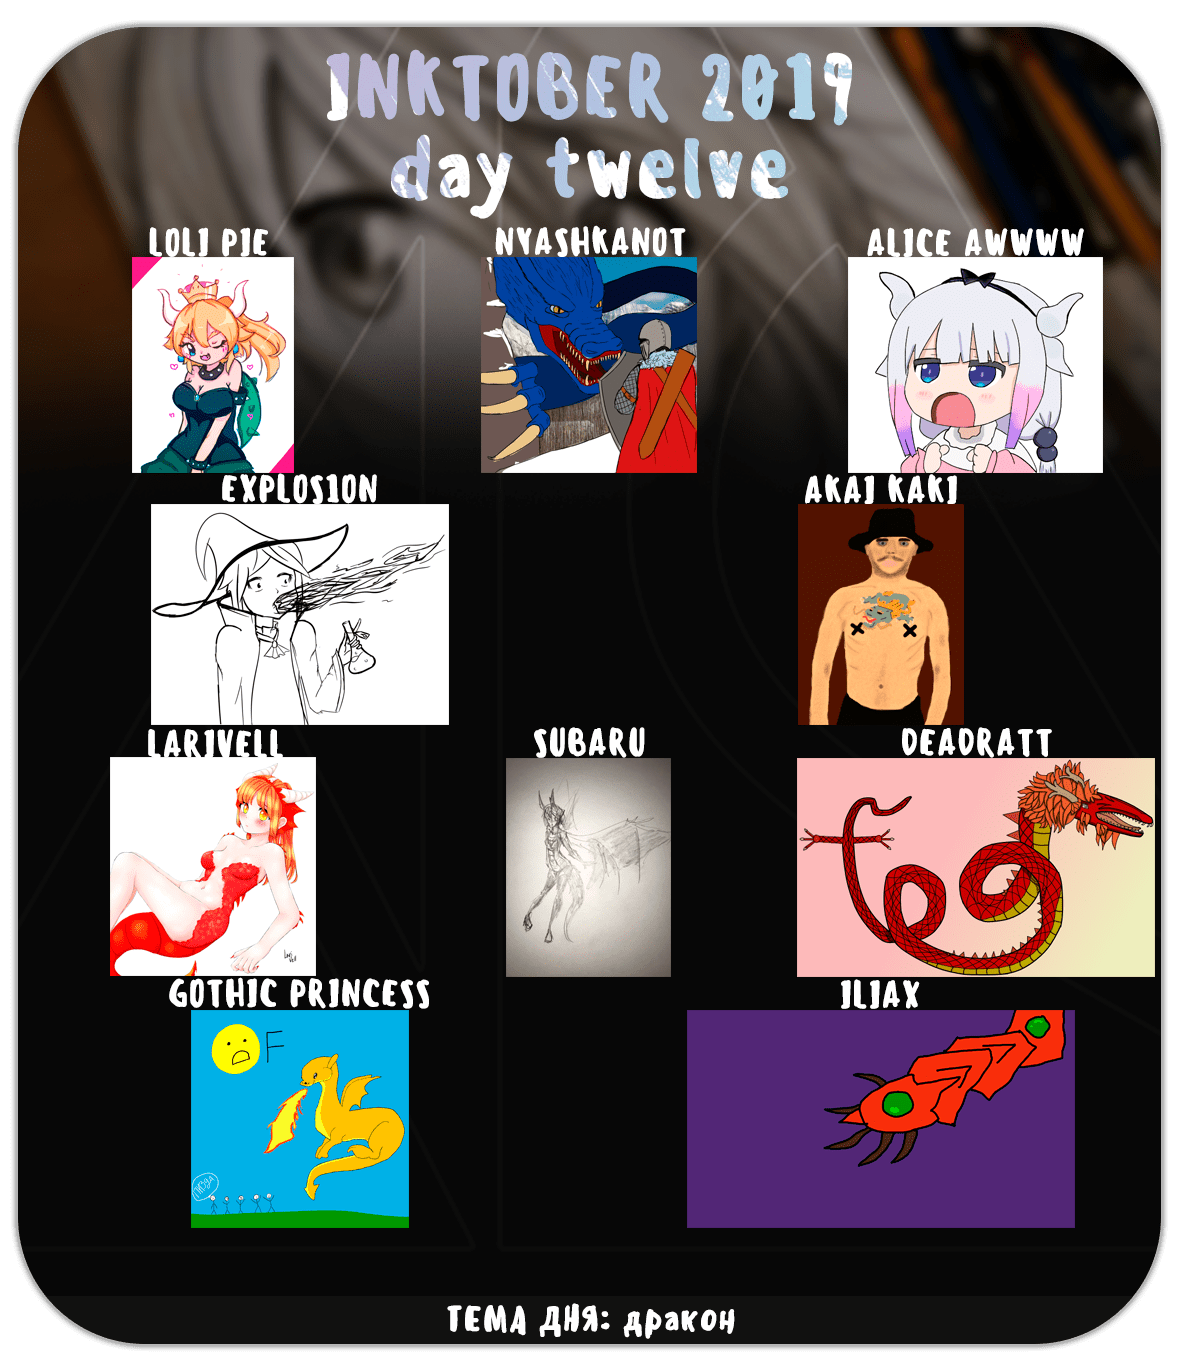 INKTOBER 2019
day twelve
LOLI PIE
NYASHKANOT
ALICE AWWWW
EXPLOSION
AKAI KAKI
LARIVELL
SUBARU
DEADRATT
GOTHIC PRINCESS
ILIAX
F
ТЕМА ДНЯ: дракон